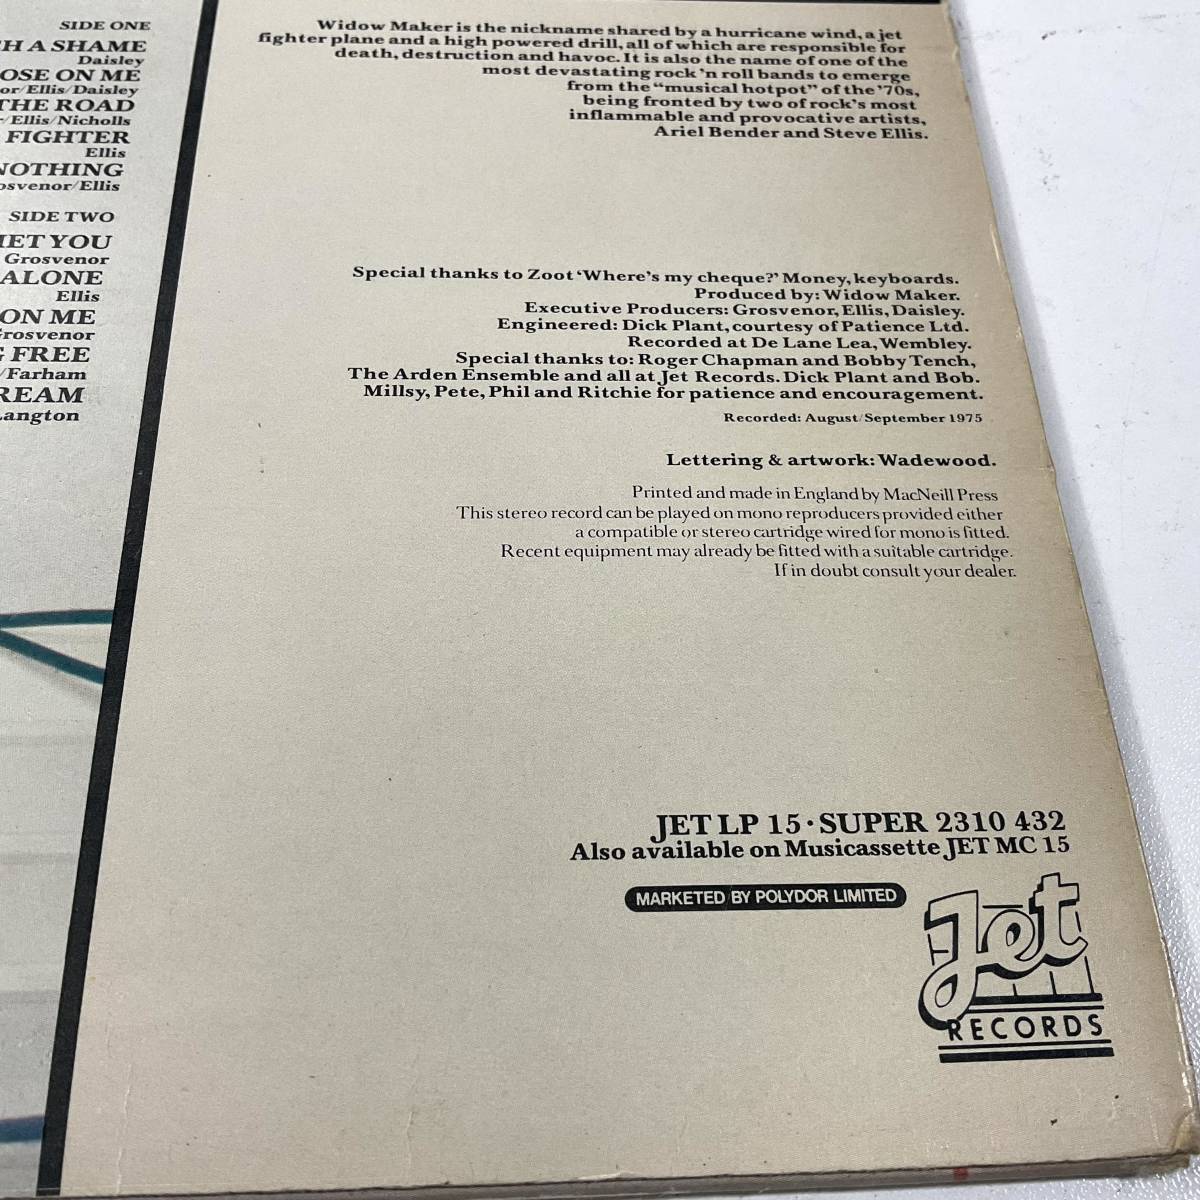 SIDE ONE
A SHAME
Daisley
OSE ON ME
Ellis/Daisley
THE ROAD
Ellis/Nicholls
FIGHTER
Ellis
NOTHING
osvenor/Ellis
SIDE TWO
MET YOU
Grosvenor
ALONE
Ellis
ON ME
Grosvenor
FREE
/Farham
REAM
Langton
Widow Maker is the nickname shared by a hurricane wind, a jet
fighter plane and a high powered drill, all of which are responsible for
death, destruction and havoc. It is also the name of one of the
most devastating rock 'n roll bands to emerge
from the "musical hotpot" of the '70s,
being fronted by two of rock's most
inflammable and provocative artists,
Ariel Bender and Steve Ellis.
Special thanks to Zoot 'Where's my cheque?' Money, keyboards.
Produced by: Widow Maker.
Executive Producers: Grosvenor, Ellis, Daisley.
Engineered: Dick Plant, courtesy of Patience Ltd.
Recorded at De Lane Lea, Wembley.
Special thanks to: Roger Chapman and Bobby Tench,
The Arden Ensemble and all at Jet Records. Dick Plant and Bob.
Millsy, Pete, Phil and Ritchie for patience and encouragement.
Recorded: August/September 1975
Lettering & artwork: Wadewood.
Printed and made in England by MacNeill Press
This stereo record can be played on mono reproducers provided either
a compatible or stereo cartridge wired for mono is fitted.
Recent equipment may already be fitted with a suitable cartridge.
If in doubt consult your dealer.
JET LP 15 · SUPER 2310 432
Also available on Musicassette JET MC 15
MARKETED BY POLYDOR LIMITED
Jet
RECORDS